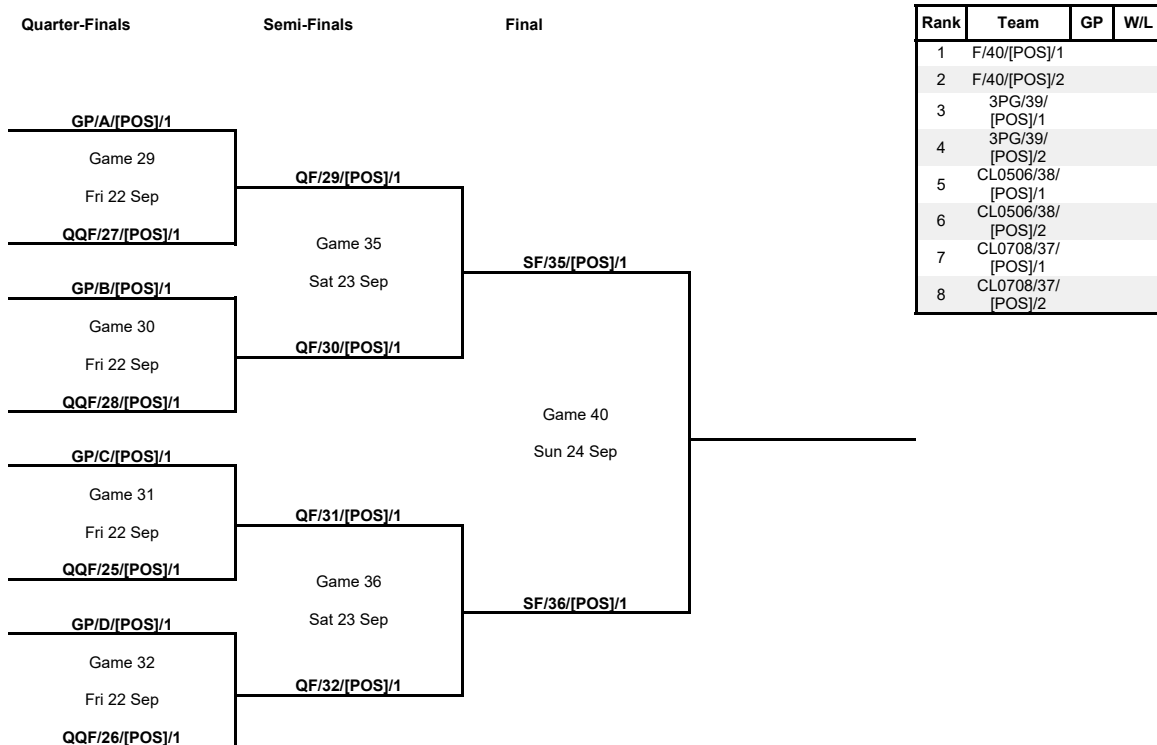 Quarter-Finals Semi-Finals Final
GP/A/[POS]/1
Game 29
Fri 22 Sep
QQF/27/[POS]/1
GP/B/[POS]/1
Game 30
Fri 22 Sep
QQF/28/[POS]/1
GP/C/[POS]/1
Game 31
Fri 22 Sep
QQF/25/[POS]/1
GP/D/[POS]/1
Game 32
Fri 22 Sep
QQF/26/[POS]/1
QF/29/[POS]/1
Game 35
Sat 23 Sep
QF/30/[POS]/1
QF/31/[POS]/1
Game 36
Sat 23 Sep
QF/32/[POS]/1
SF/35/[POS]/1
Game 40
Sun 24 Sep
SF/36/[POS]/1
Rank Team GP W/L
1 F/40/[POS]/1
2 F/40/[POS]/2
3 3PG/39/
[POS]/1
4 3PG/39/
[POS]/2
5 CL0506/38/
[POS]/1
6 CL0506/38/
[POS]/2
7 CL0708/37/
[POS]/1
8 CL0708/37/
[POS]/2